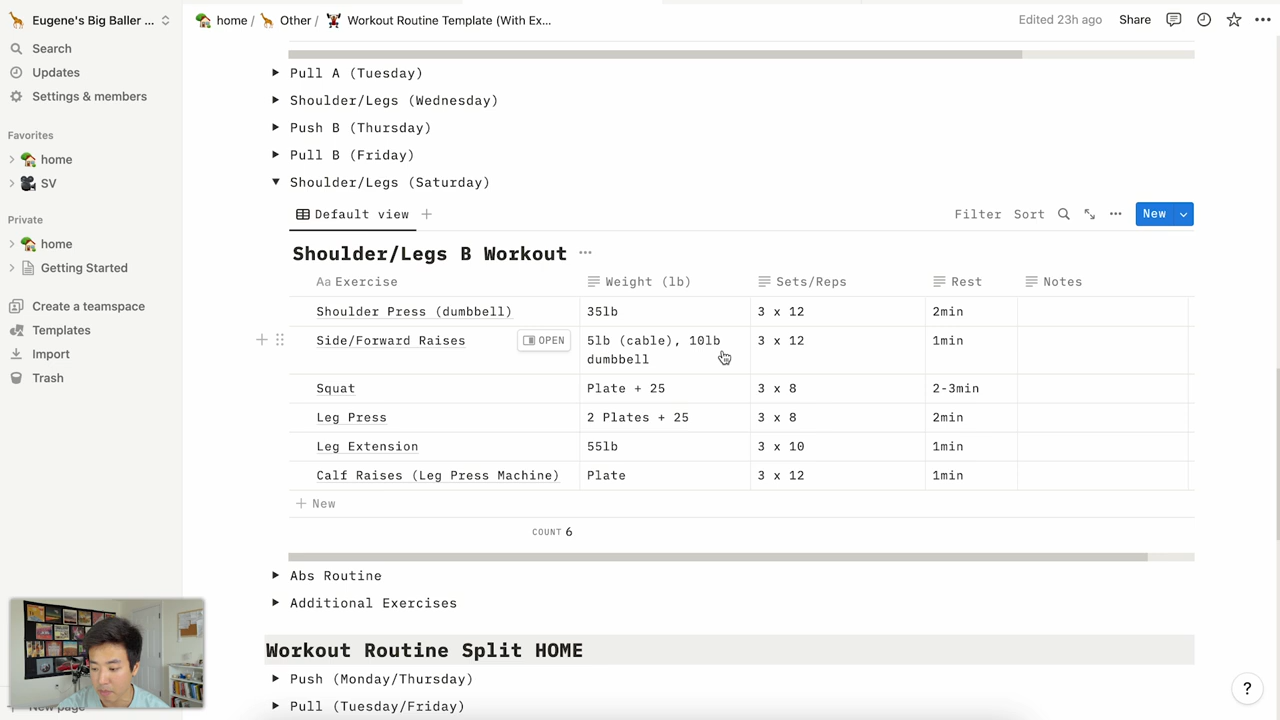 Eugene's Big Baller ...
home / Other / Workout Routine Template (With Ex...
Edited 23h ago Share
Search
Updates
Settings & members
Favorites
home
SV
Private
home
Getting Started
Create a teamspace
Templates
Import
Trash
New page
Pull A (Tuesday)
Shoulder/Legs (Wednesday)
Push B (Thursday)
Pull B (Friday)
Shoulder/Legs (Saturday)
Default view + Filter Sort ... New
Shoulder/Legs B Workout ...
Aa Exercise Weight (lb) Sets/Reps Rest Notes
Shoulder Press (dumbbell) 35lb 3 x 12 2min
Side/Forward Raises OPEN 5lb (cable), 10lb 3 x 12 1min
dumbbell
Squat Plate + 25 3 x 8 2-3min
Leg Press 2 Plates + 25 3 x 8 2min
Leg Extension 55lb 3 x 10 1min
Calf Raises (Leg Press Machine) Plate 3 x 12 1min
+ New
COUNT 6
Abs Routine
Additional Exercises
Workout Routine Split HOME
Push (Monday/Thursday)
Pull (Tuesday/Friday)
?